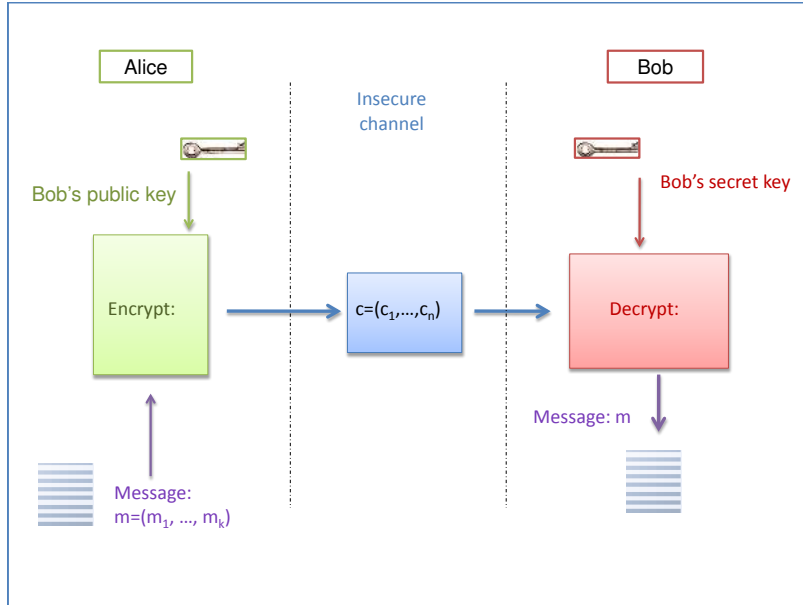 Alice
Bob
Insecure
channel
Bob's public key
Bob's secret key
Encrypt:
c=(c₁,...,cₙ)
Decrypt:
Message: m
Message:
m=(m₁, ..., mₖ)